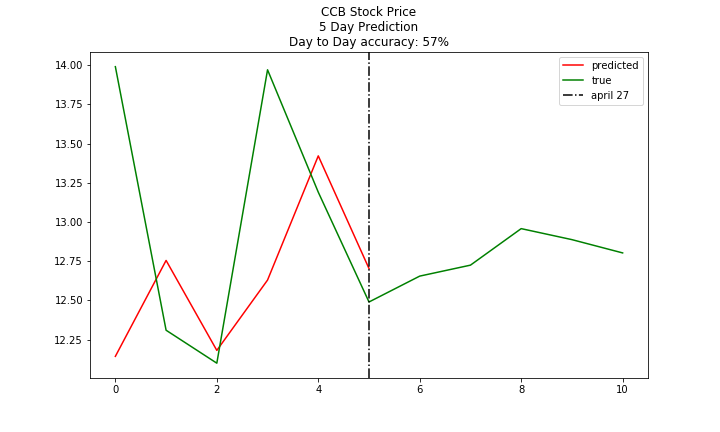 CCB Stock Price
5 Day Prediction
Day to Day accuracy: 57%
predicted
true
april 27
14.00
13.75
13.50
13.25
13.00
12.75
12.50
12.25
0
2
4
6
8
10